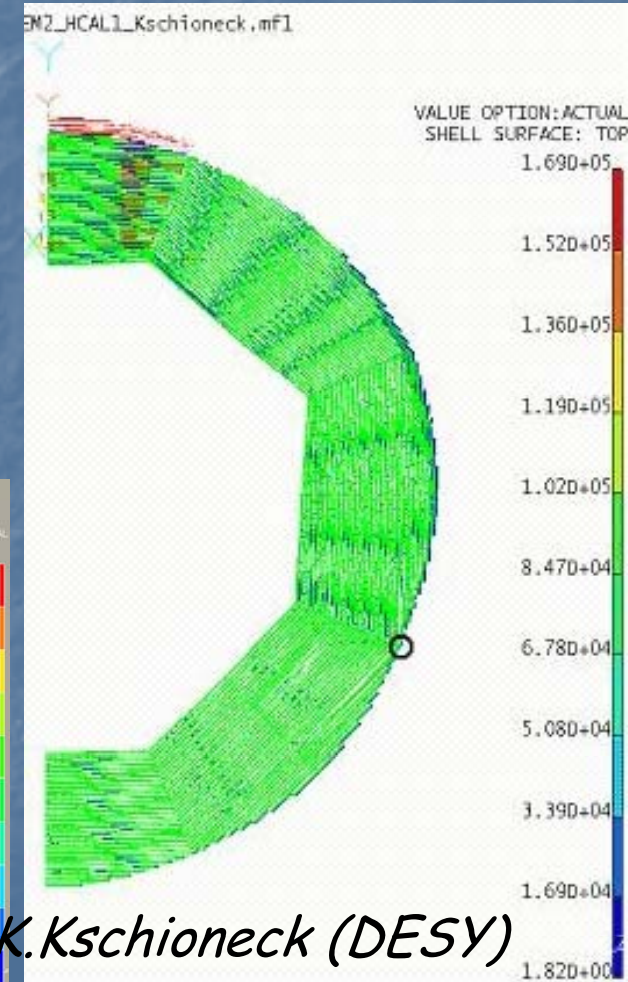 EM2_HCAL1_Kschioneck.mf1
Y
VALUE OPTION:ACTUAL
SHELL SURFACE: TOP
1.69D+05
1.52D+05
1.36D+05
1.19D+05
1.02D+05
8.47D+04
6.78D+04
5.08D+04
3.39D+04
1.69D+04
1.82D+00
K.Kschioneck (DESY)